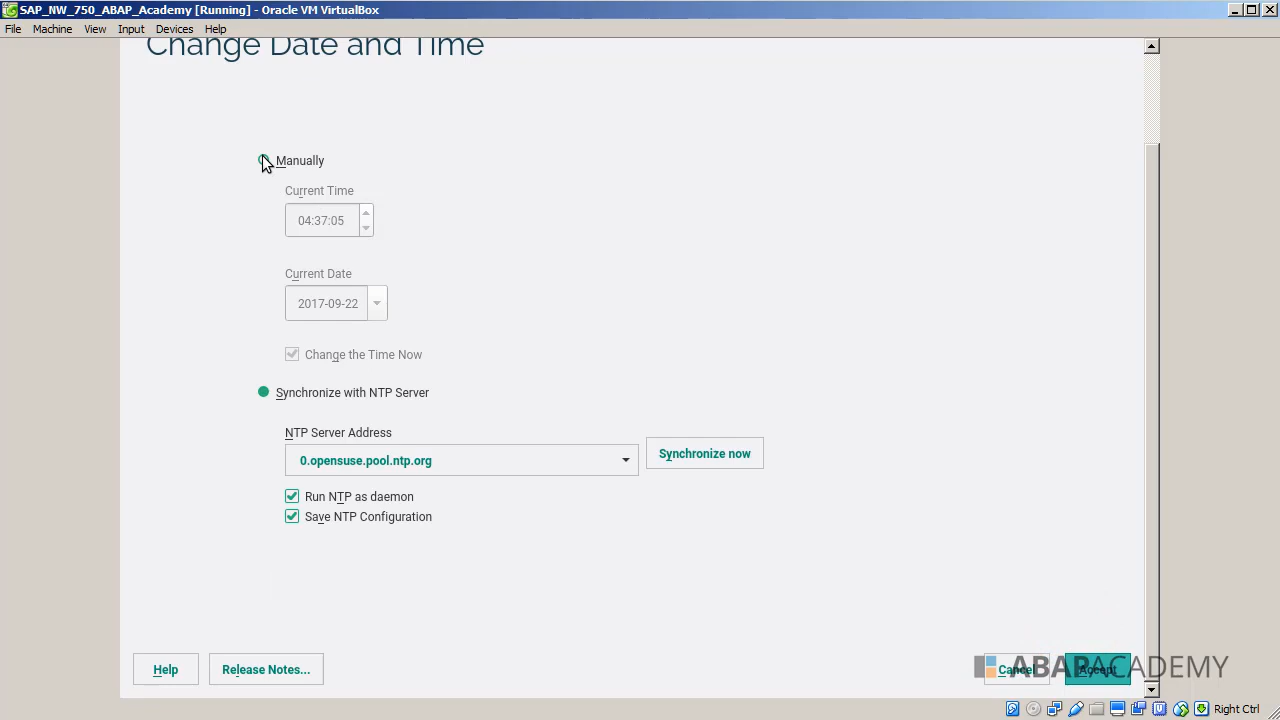 SAP_NW_750_ABAP_Academy [Running] - Oracle VM VirtualBox
File Machine View Input Devices Help
Change Date and Time
Manually
Current Time
04:37:05
Current Date
2017-09-22
Change the Time Now
Synchronize with NTP Server
NTP Server Address
0.opensuse.pool.ntp.org
Synchronize now
Run NTP as daemon
Save NTP Configuration
Help
Release Notes...
Cancel
Accept
ABAPACADEMY
Right Ctrl